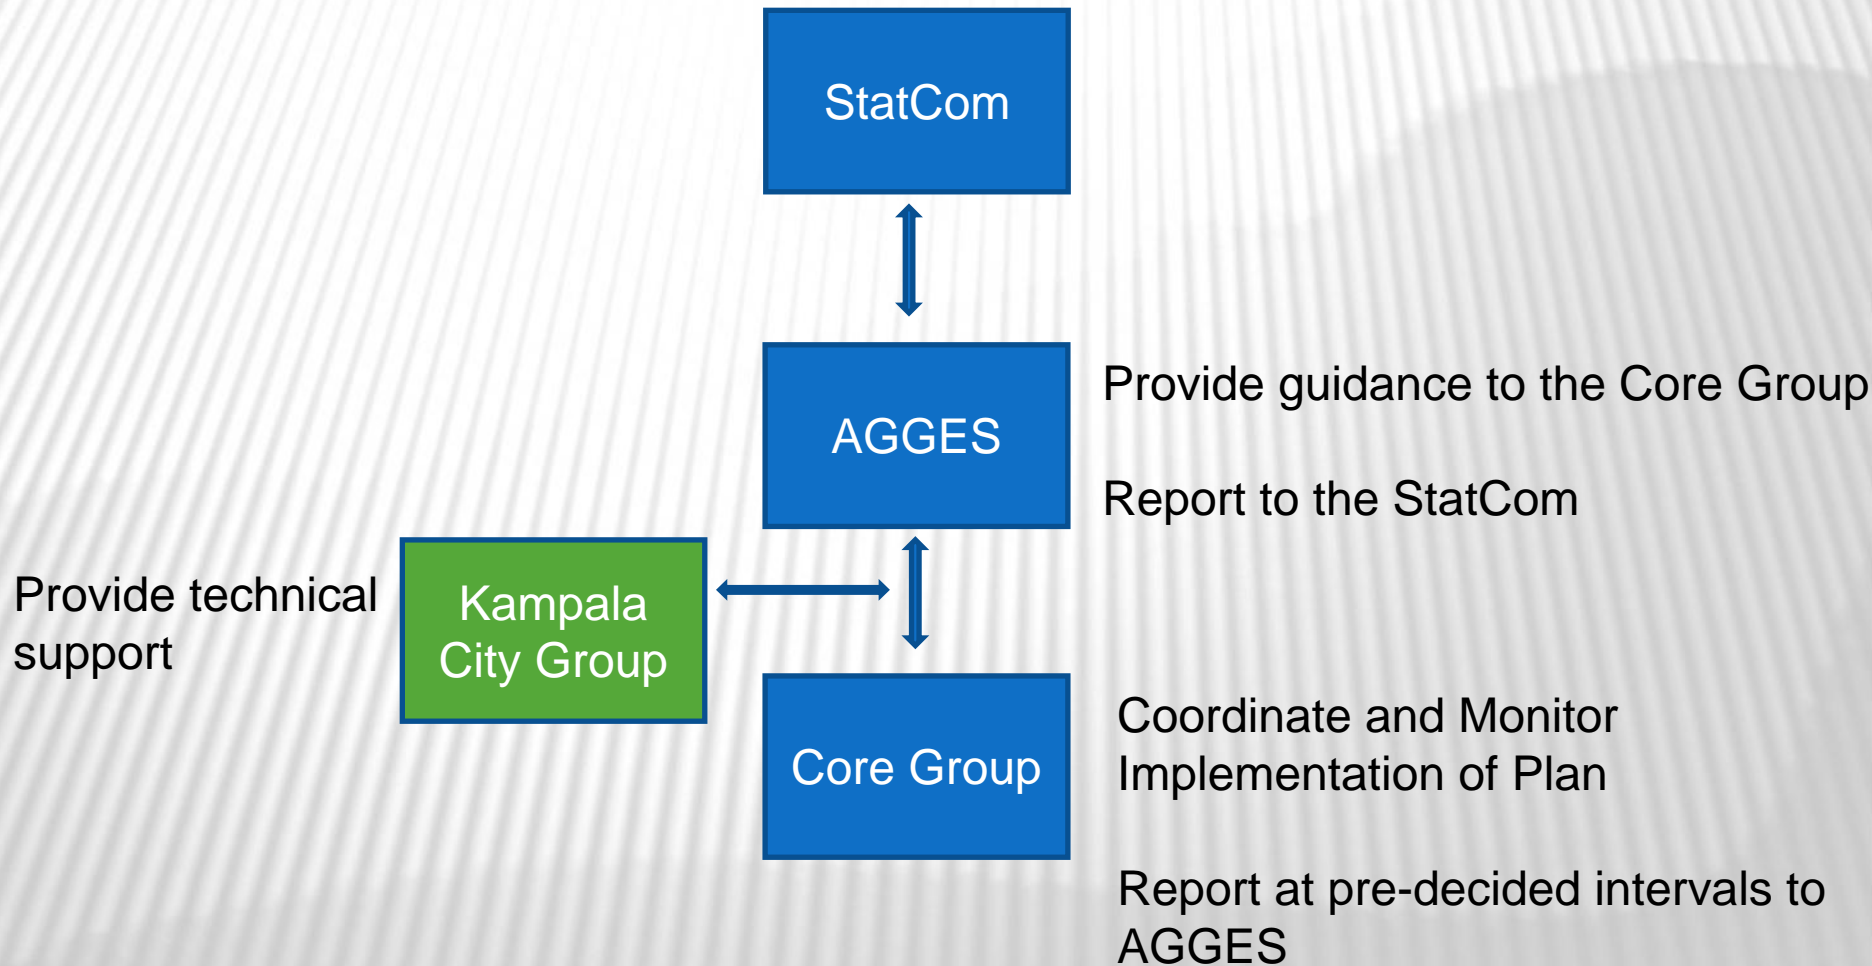 StatCom
AGGES
Provide guidance to the Core Group
Report to the StatCom
Provide technical
support
Kampala
City Group
Core Group
Coordinate and Monitor
Implementation of Plan
Report at pre-decided intervals to
AGGES